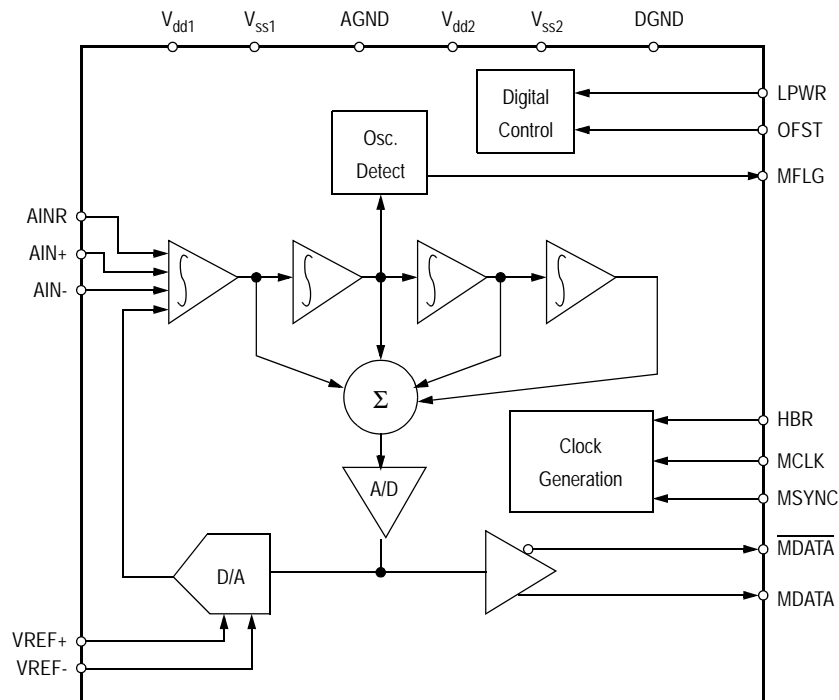 Vdd1 Vss1 AGND Vdd2 Vss2 DGND
Digital
Control
LPWR
OFST
MFLG
Osc.
Detect
AINR
AIN+
AIN-
∫ ∫ ∫ ∫
Σ
HBR
MCLK
MSYNC
Clock
Generation
A/D
MDATA
MDATA
D/A
VREF+
VREF-